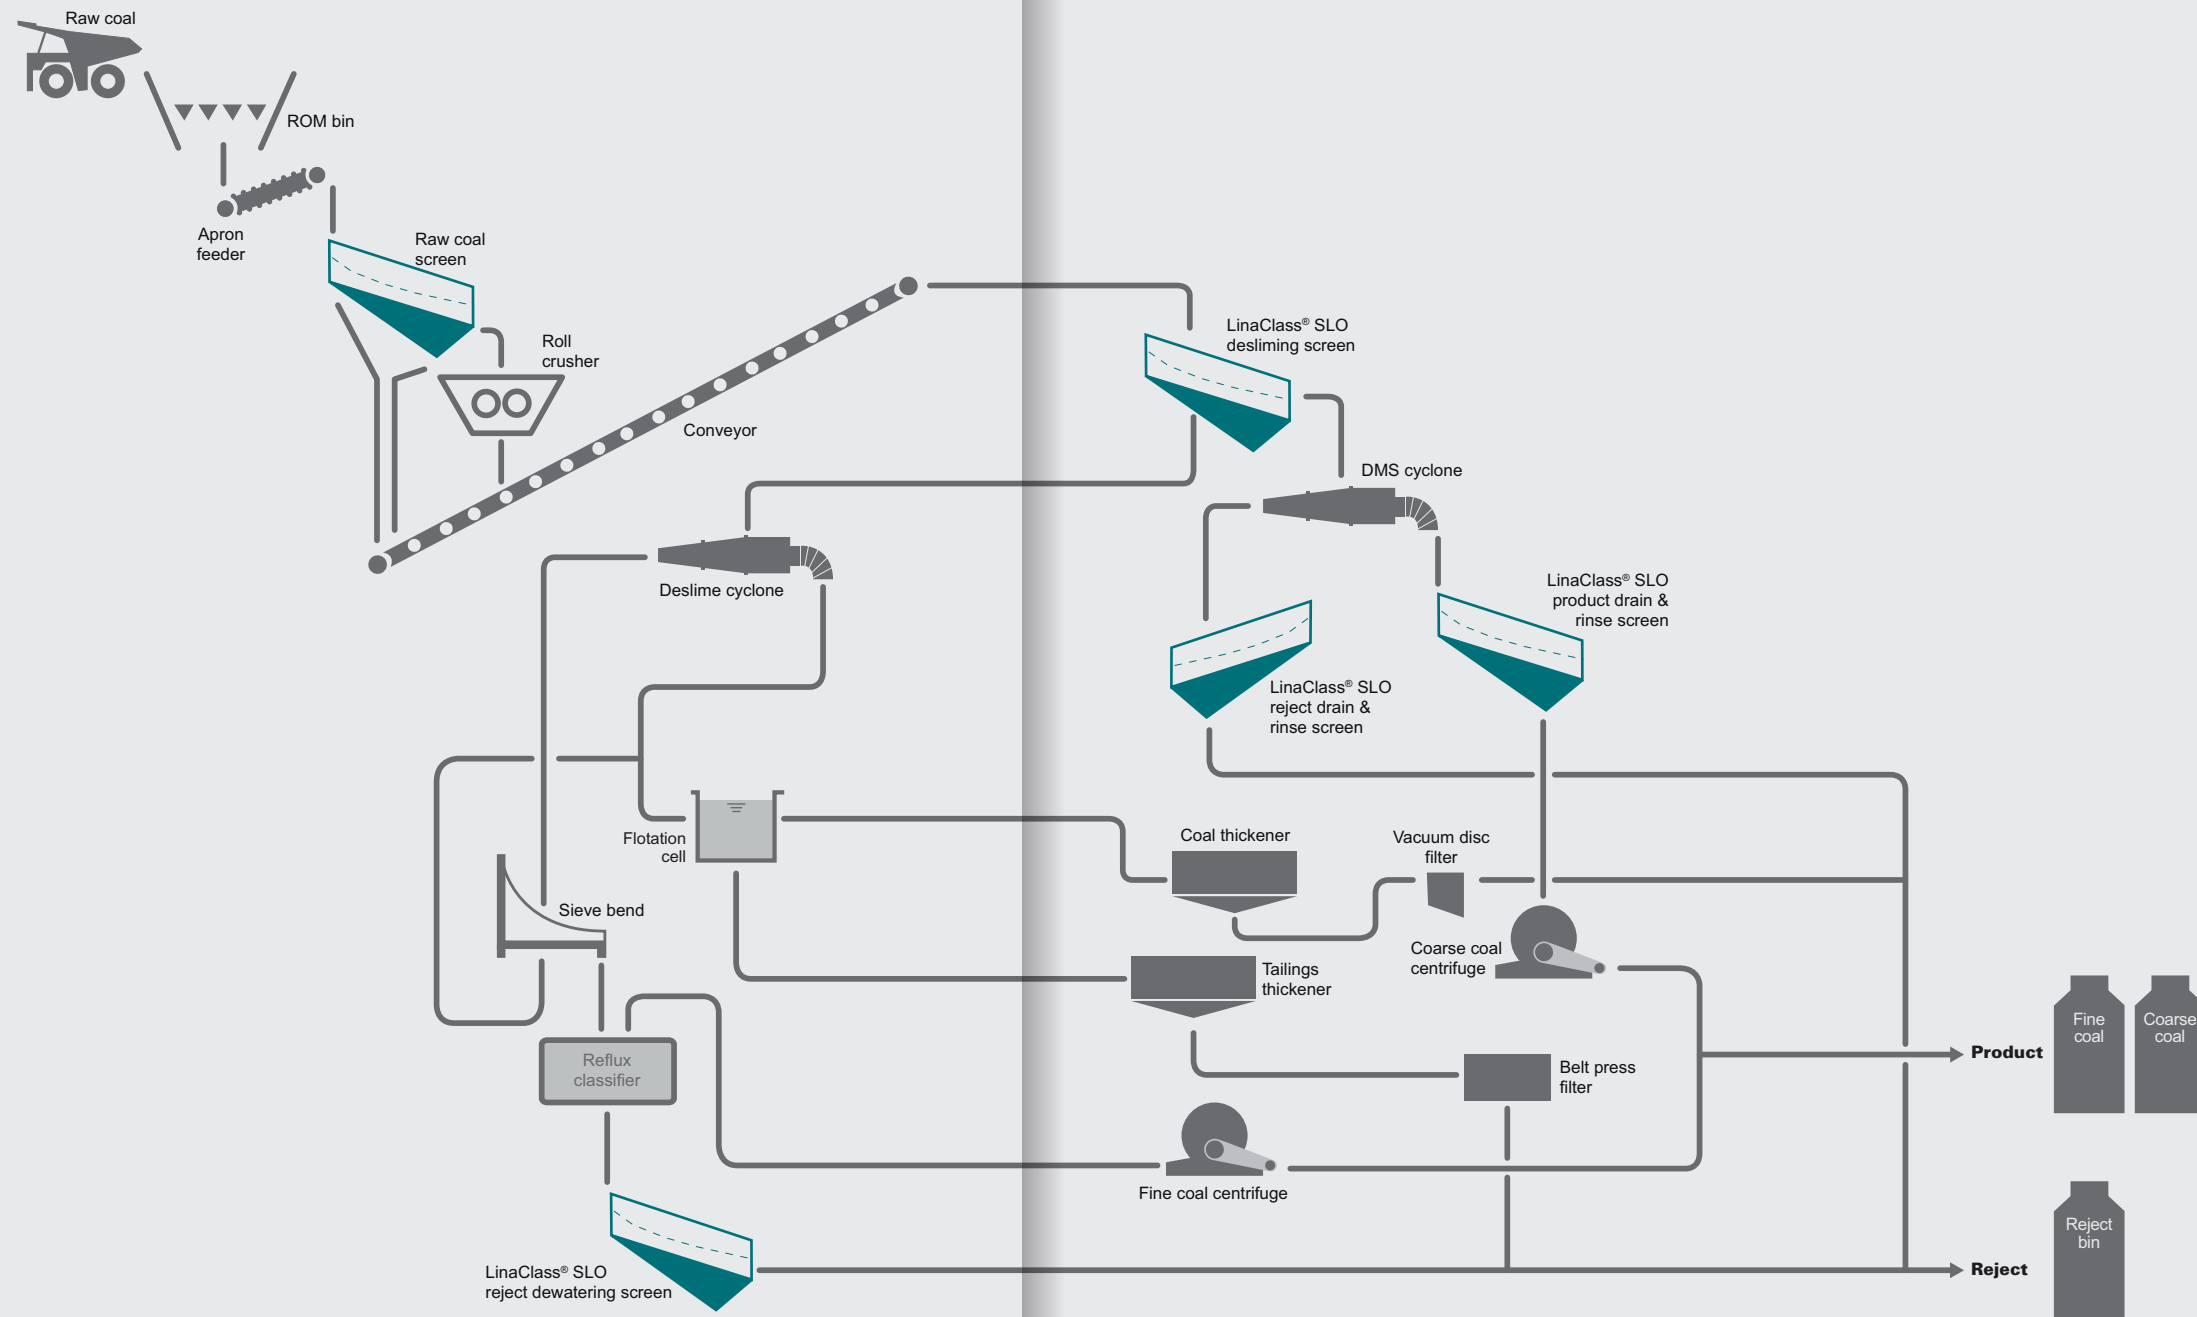 Raw coal
ROM bin
Apron
feeder
Raw coal
screen
Roll
crusher
Conveyor
LinaClass® SLO
desliming screen
DMS cyclone
Deslime cyclone
LinaClass® SLO
product drain &
rinse screen
LinaClass® SLO
reject drain &
rinse screen
Flotation
cell
Coal thickener
Vacuum disc
filter
Sieve bend
Coarse coal
centrifuge
Tailings
thickener
Reflux
classifier
Belt press
filter
Fine coal centrifuge
Product
Fine
coal
Coarse
coal
LinaClass® SLO
reject dewatering screen
Reject
Reject
bin